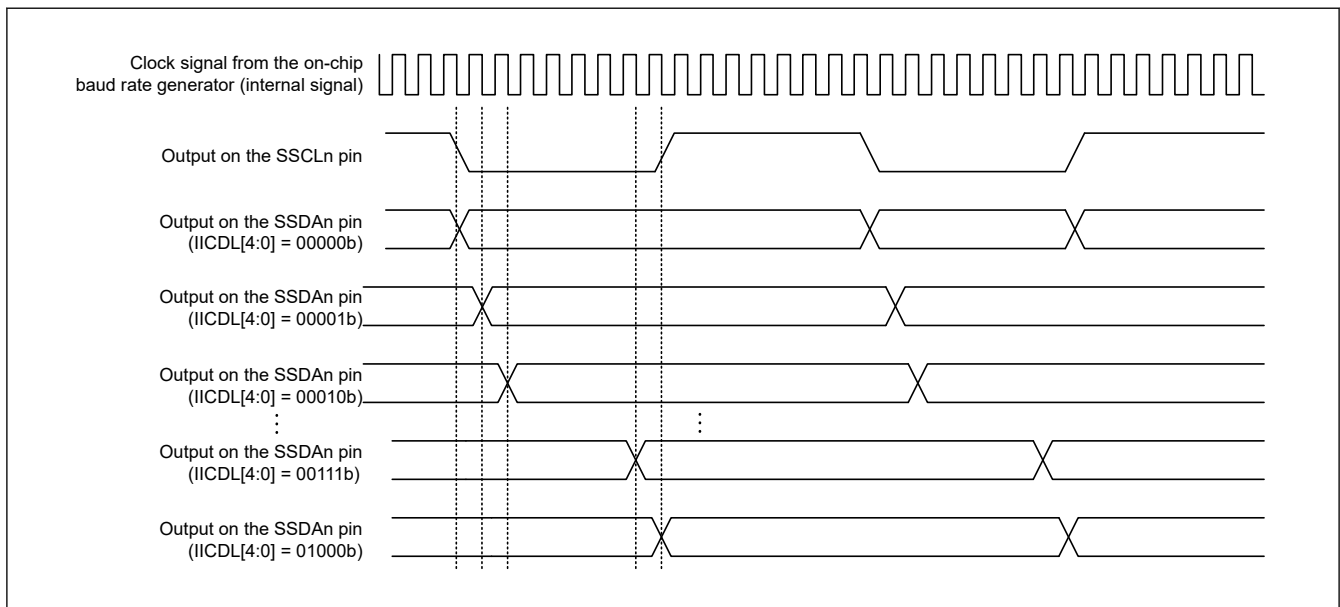 Clock signal from the on-chip
baud rate generator (internal signal)
Output on the SSCLn pin
Output on the SSDAn pin
(IICDL[4:0] = 00000b)
Output on the SSDAn pin
(IICDL[4:0] = 00001b)
Output on the SSDAn pin
(IICDL[4:0] = 00010b)
Output on the SSDAn pin
(IICDL[4:0] = 00111b)
Output on the SSDAn pin
(IICDL[4:0] = 01000b)